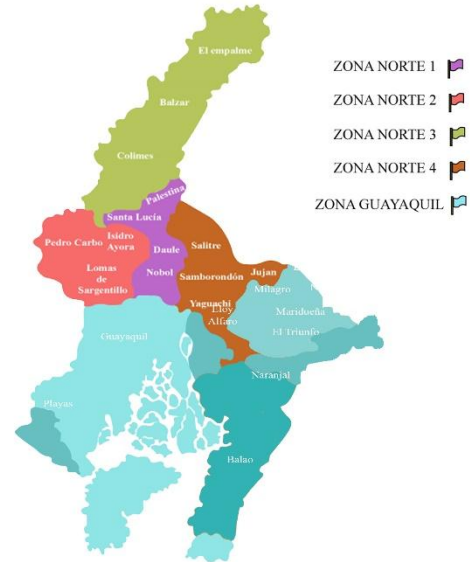 El empalme
ZONA NORTE 1
ZONA NORTE 2
Balzar
ZONA NORTE 3
Colimes
ZONA NORTE 4
Palestina
ZONA GUAYAQUIL
Santa Lucía
Isidro
Ayora
Pedro Carbo
Salitre
Daule
Lomas
de
Sargentillo
Nobol
Samborondón
Jujan
Milagro
Yaguachi
Eloy
Alfaro
Maridueña
El Triunfo
Guayaquil
Naranjal
Playas
Balao